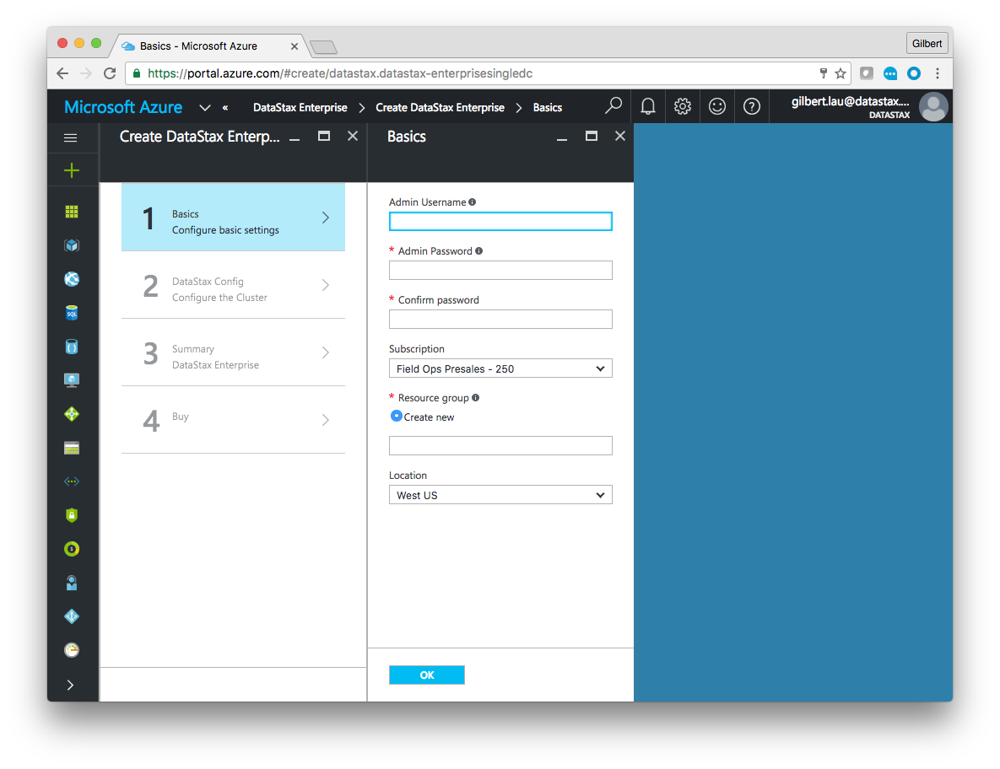 Basics - Microsoft Azure
Gilbert
https://portal.azure.com/#create/datastax.datastax-enterprisesingledc
Microsoft Azure
DataStax Enterprise
Create DataStax Enterprise
Basics
gilbert.lau@datastax....
DATASTAX
Create DataStax Enterp...
Basics
1
Basics
Configure basic settings
2
DataStax Config
Configure the Cluster
3
Summary
DataStax Enterprise
4
Buy
Admin Username
* Admin Password
* Confirm password
Subscription
Field Ops Presales - 250
* Resource group
Create new
Location
West US
OK
SQL